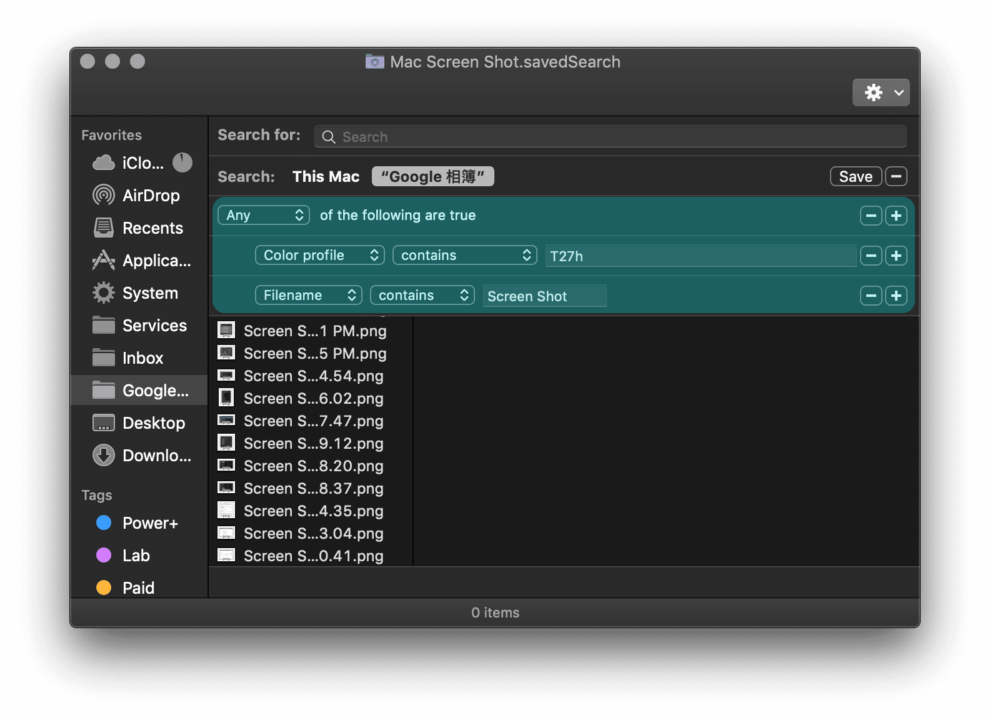 Mac Screen Shot.savedSearch
Favorites
iClo...
AirDrop
Recents
Applica...
System
Services
Inbox
Google...
Desktop
Downlo...
Tags
Power+
Lab
Paid
Search for: Search
Search: This Mac “Google 相簿” Save
Any of the following are true
Color profile contains T27h
Filename contains Screen Shot
Screen S...1 PM.png
Screen S...5 PM.png
Screen S...4.54.png
Screen S...6.02.png
Screen S...7.47.png
Screen S...9.12.png
Screen S...8.20.png
Screen S...8.37.png
Screen S...4.35.png
Screen S...3.04.png
Screen S...0.41.png
0 items